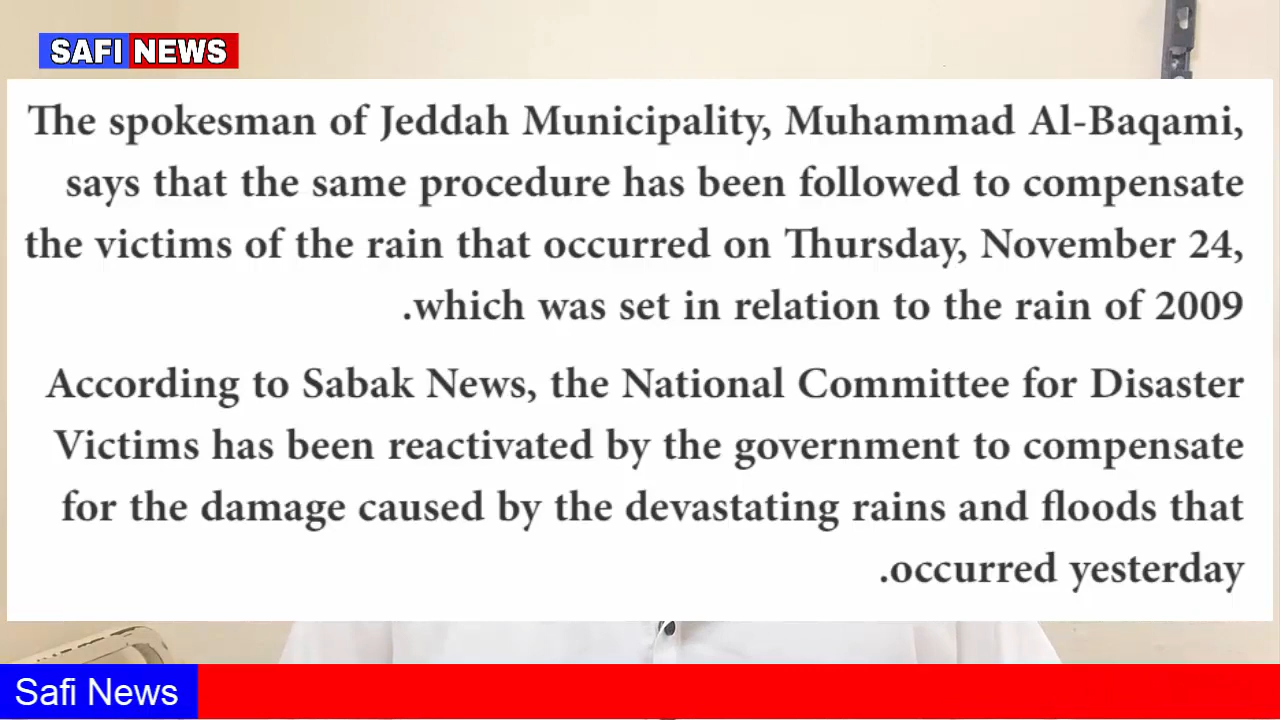 SAFI NEWS
The spokesman of Jeddah Municipality, Muhammad Al-Baqami,
says that the same procedure has been followed to compensate
the victims of the rain that occurred on Thursday, November 24,
.which was set in relation to the rain of 2009
According to Sabak News, the National Committee for Disaster
Victims has been reactivated by the government to compensate
for the damage caused by the devastating rains and floods that
.occurred yesterday
Safi News